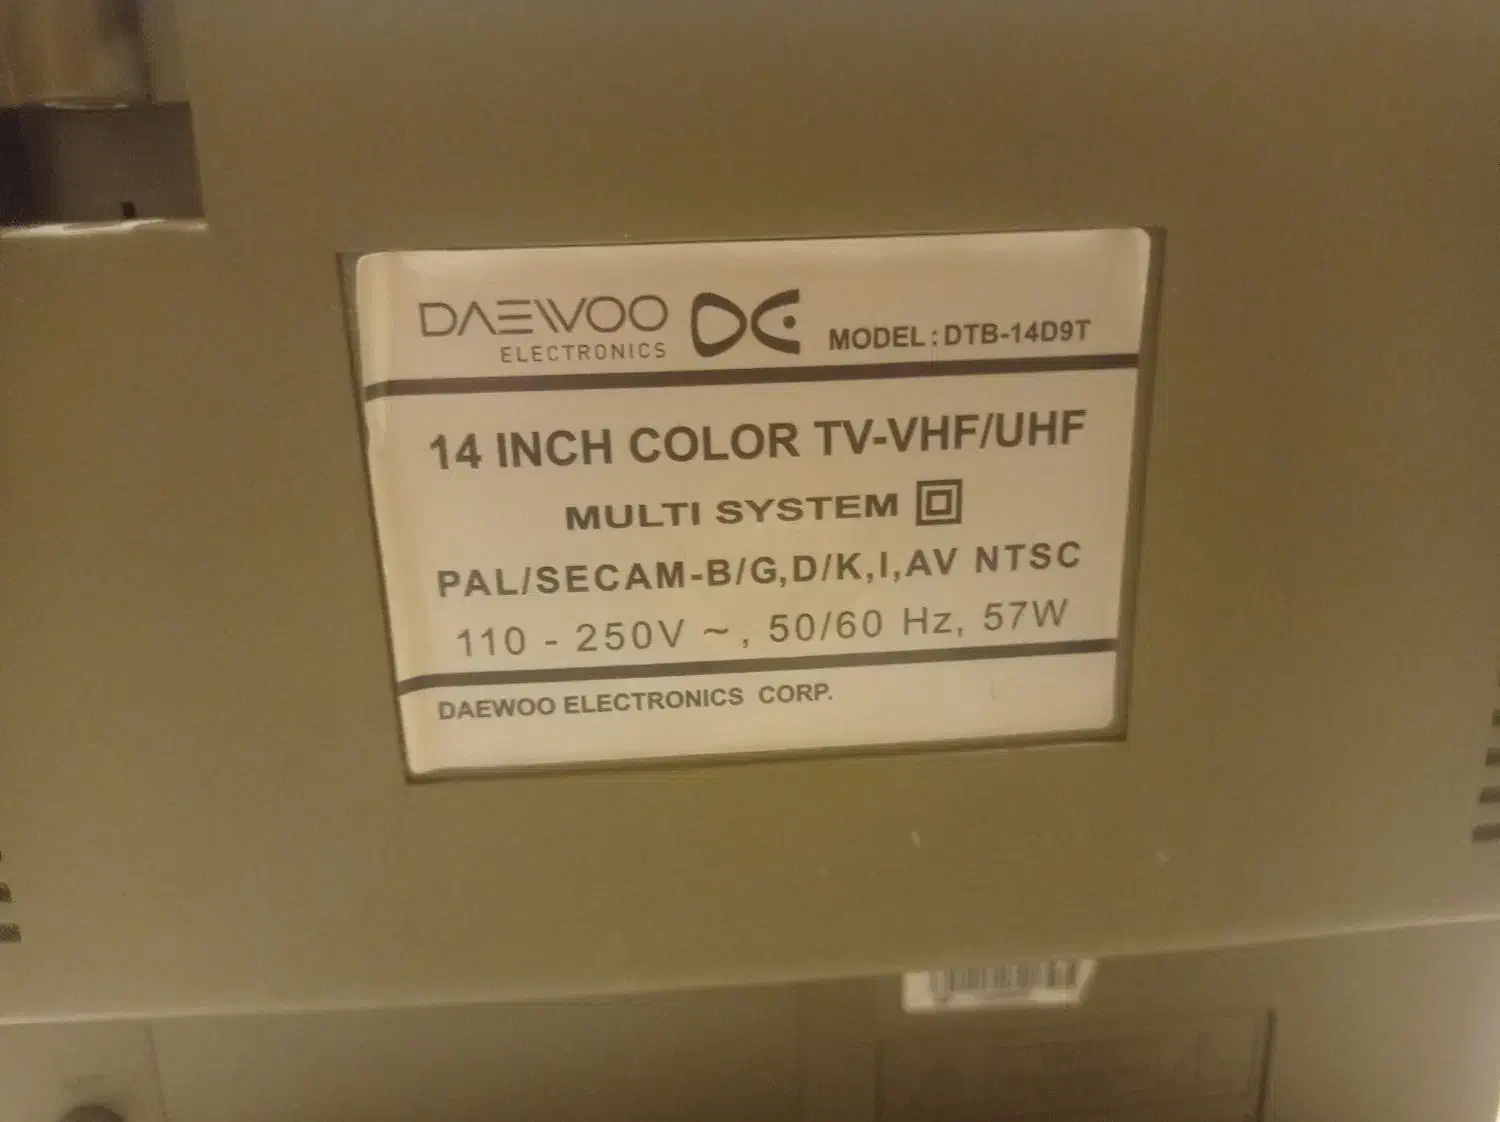 DAEWOO
ELECTRONICS
MODEL : DTB-14D9T
14 INCH COLOR TV-VHF/UHF
MULTI SYSTEM
PAL/SECAM-B/G,D/K,I,AV NTSC
110 - 250V ~ , 50/60 Hz, 57W
DAEWOO ELECTRONICS CORP.